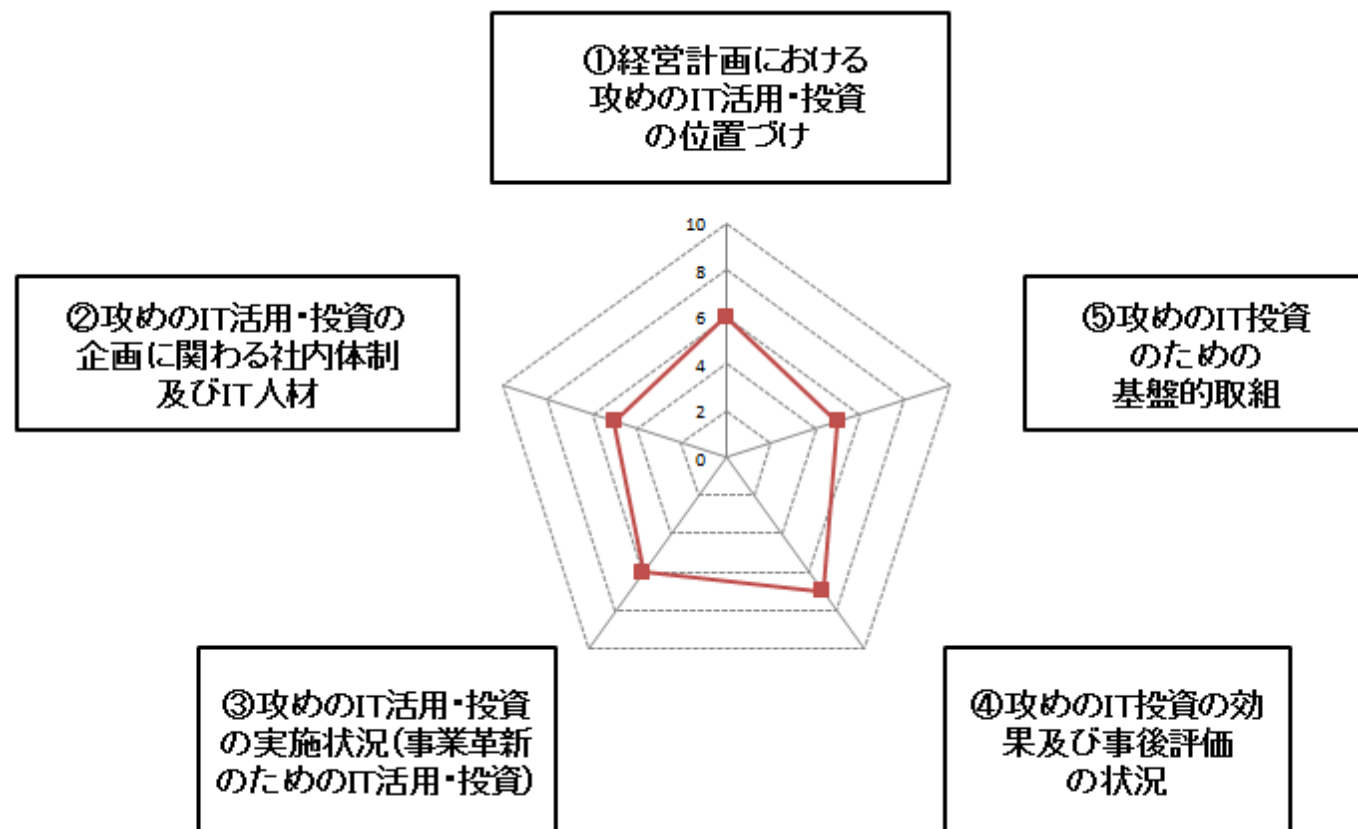 ①経営計画における
攻めのIT活用・投資
の位置づけ
10
8
6
4
2
0
②攻めのIT活用・投資の
企画に関わる社内体制
及びIT人材
⑤攻めのIT投資
のための
基盤的取組
③攻めのIT活用・投資
の実施状況(事業革新
のためのIT活用・投資)
④攻めのIT投資の効
果及び事後評価
の状況